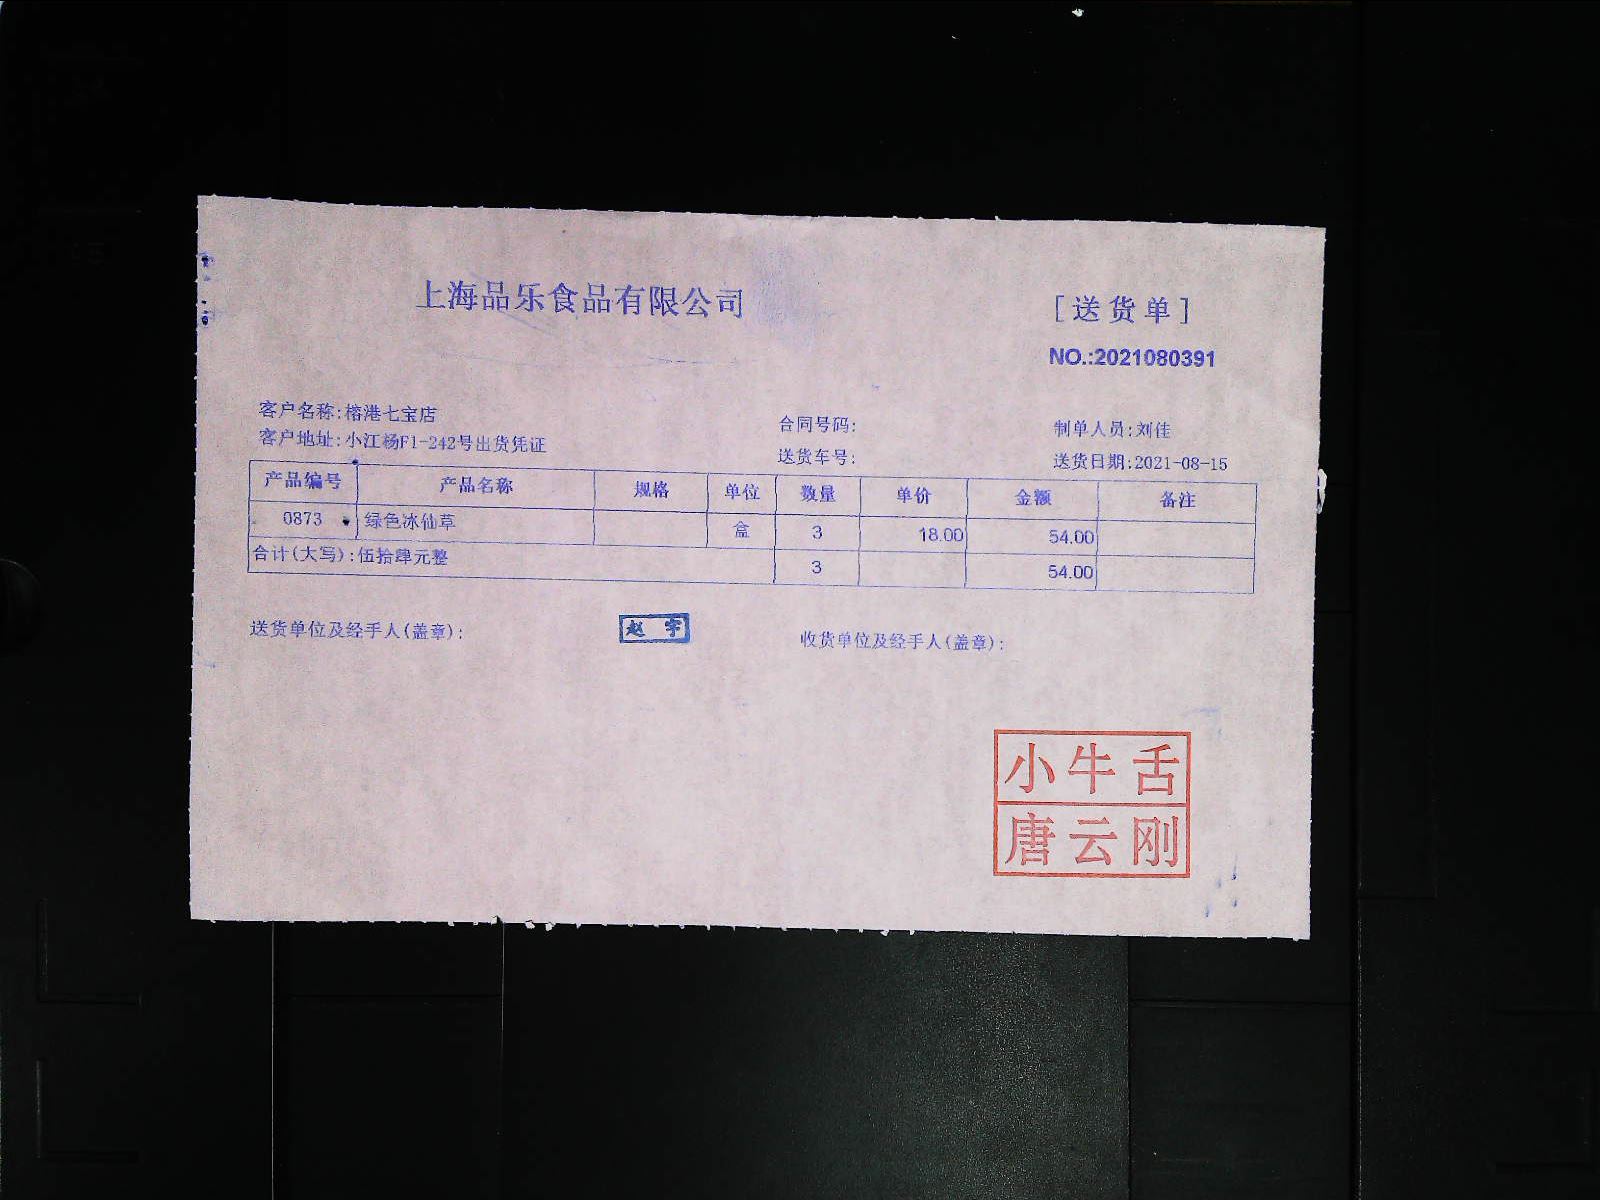 上海品乐食品有限公司
[送货单]
NO.:2021080391
客户名称:榕港七宝店
合同号码:
制单人员:刘佳
客户地址:小江杨F1-242号出货凭证
送货车号:
送货日期:2021-08-15
产品编号 产品名称 规格 单位 数量 单价 金额 备注
0873 绿色冰仙草 盒 3 18.00 54.00
合计(大写):伍拾肆元整 3 54.00
送货单位及经手人(盖章):
赵宇
收货单位及经手人(盖章):
小牛舌
唐云刚